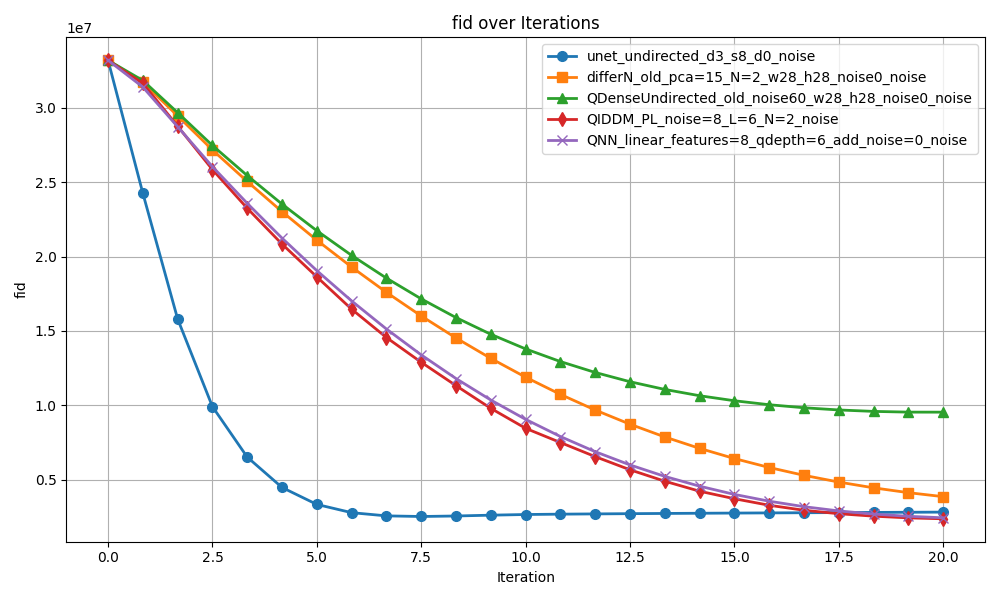 fid over Iterations
1e7
unet_undirected_d3_s8_d0_noise
differN_old_pca=15_N=2_w28_h28_noise0_noise
QDenseUndirected_old_noise60_w28_h28_noise0_noise
QIDDM_PL_noise=8_L=6_N=2_noise
QNN_linear_features=8_qdepth=6_add_noise=0_noise
3.0
2.5
2.0
1.5
1.0
0.5
fid
0.0 2.5 5.0 7.5 10.0 12.5 15.0 17.5 20.0
Iteration